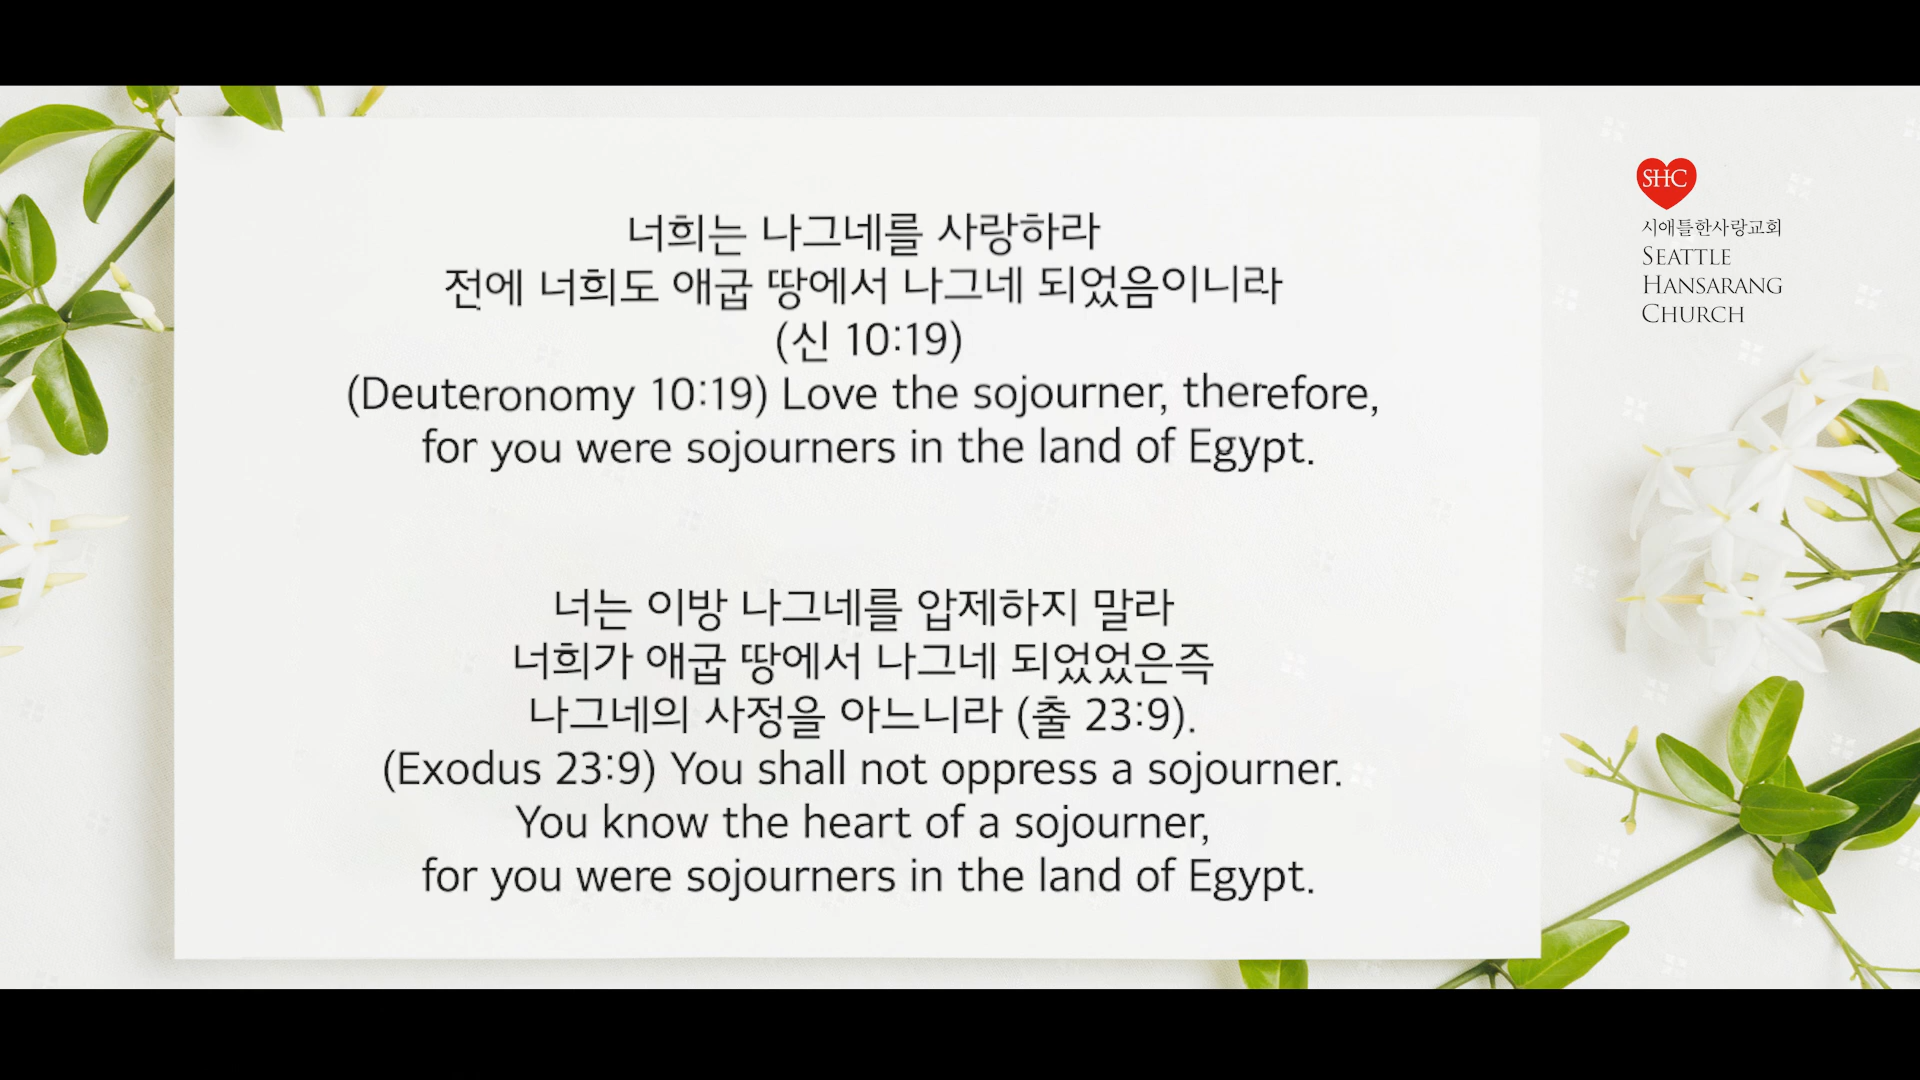 너희는 나그네를 사랑하라
전에 너희도 애굽 땅에서 나그네 되었음이니라
(신 10:19)
(Deuteronomy 10:19) Love the sojourner, therefore,
for you were sojourners in the land of Egypt.
너는 이방 나그네를 압제하지 말라
너희가 애굽 땅에서 나그네 되었었은즉
나그네의 사정을 아느니라 (출 23:9).
(Exodus 23:9) You shall not oppress a sojourner.
You know the heart of a sojourner,
for you were sojourners in the land of Egypt.
SHC
시애틀한사랑교회
SEATTLE
HANSARANG
CHURCH